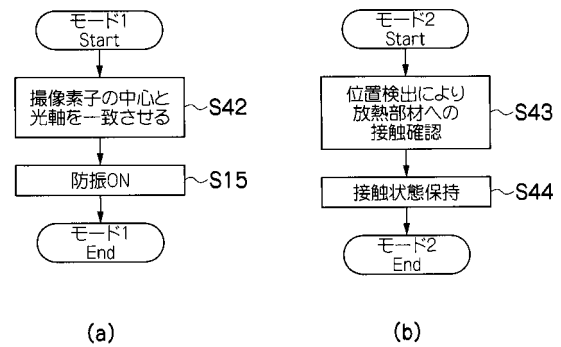 モード1
Start
撮像素子の中心と
光軸を一致させる
S42
防振ON
S15
モード1
End
(a)
モード2
Start
位置検出により
放熱部材への
接触確認
S43
接触状態保持
S44
モード2
End
(b)